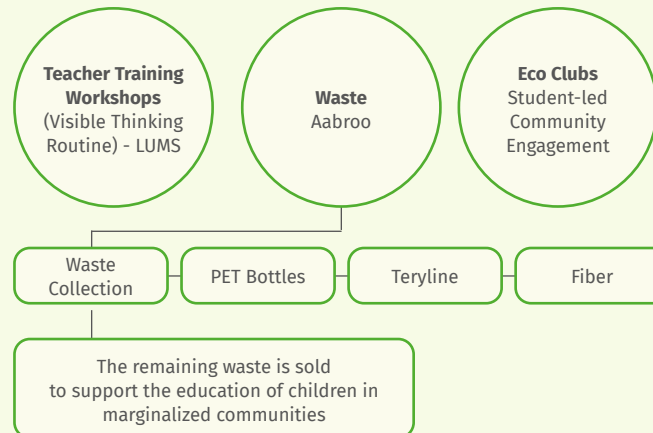 Teacher Training
Workshops
(Visible Thinking
Routine) - LUMS
Waste
Aabroo
Eco Clubs
Student-led
Community
Engagement
Waste
Collection
PET Bottles
Teryline
Fiber
The remaining waste is sold
to support the education of children in
marginalized communities